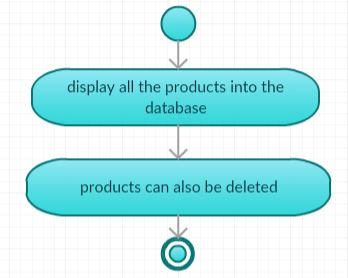 display all the products into the
database
products can also be deleted